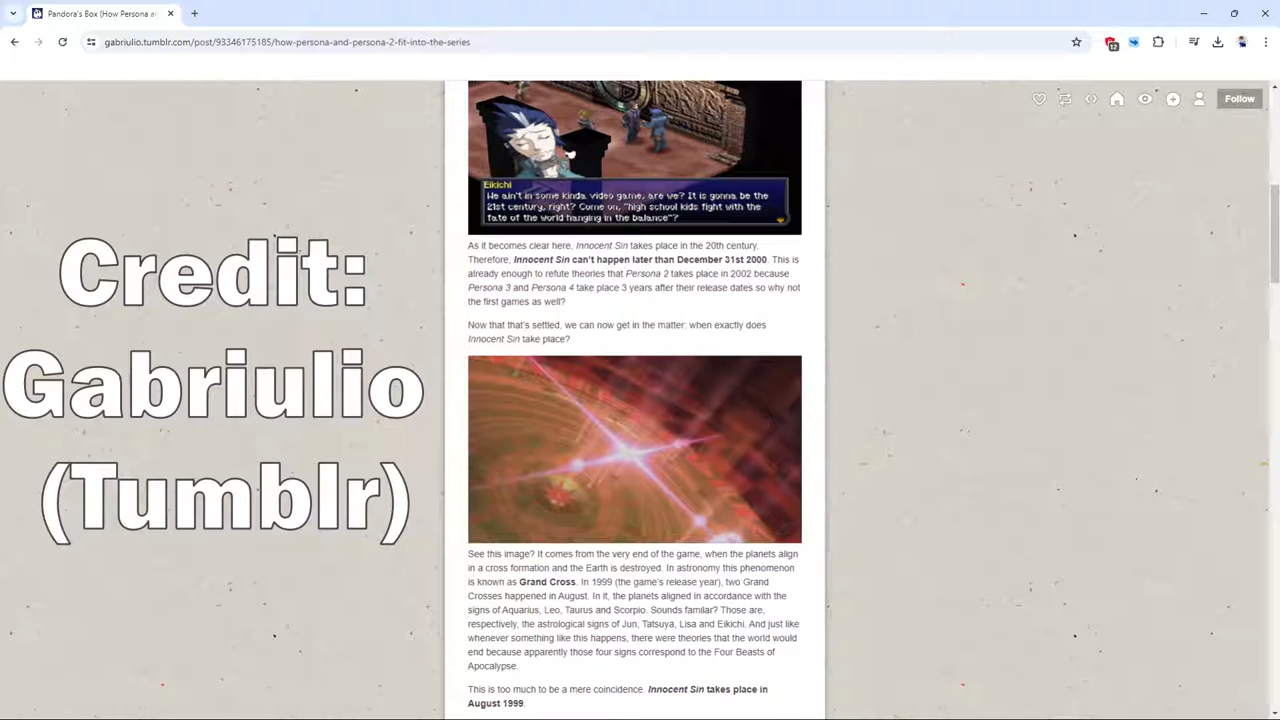 Pandora's Box (How Persona a
gabriulio.tumblr.com/post/93346175185/how-persona-and-persona-2-fit-into-the-series
12
Follow
Eikichi
We ain't in some kinda video game, are we? It is gonna be the
21st century, right? Come on, "high school kids fight with the
fate of the world hanging in the balance"?
As it becomes clear here, Innocent Sin takes place in the 20th century.
Therefore, Innocent Sin can't happen later than December 31st 2000. This is
already enough to refute theories that Persona 2 takes place in 2002 because
Persona 3 and Persona 4 take place 3 years after their release dates so why not
the first games as well?
Now that that's settled, we can now get in the matter: when exactly does
Innocent Sin take place?
See this image? It comes from the very end of the game, when the planets align
in a cross formation and the Earth is destroyed. In astronomy this phenomenon
is known as Grand Cross. In 1999 (the game's release year), two Grand
Crosses happened in August. In it, the planets aligned in accordance with the
signs of Aquarius, Leo, Taurus and Scorpio. Sounds familar? Those are,
respectively, the astrological signs of Jun, Tatsuya, Lisa and Eikichi. And just like
whenever something like this happens, there were theories that the world would
end because apparently those four signs correspond to the Four Beasts of
Apocalypse.
This is too much to be a mere coincidence. Innocent Sin takes place in
August 1999.
Credit:
Gabriulio
(Tumblr)